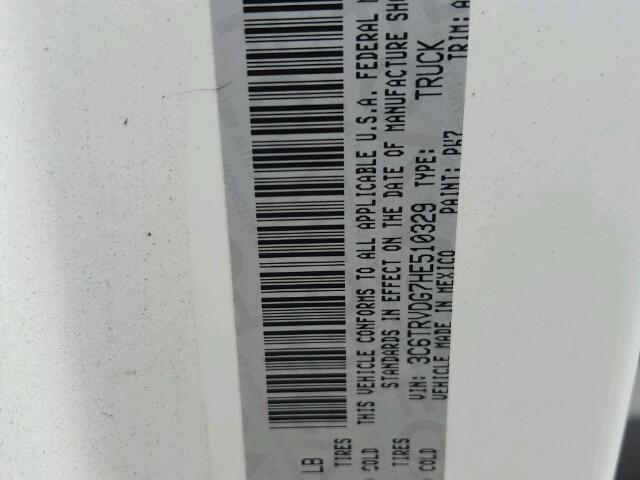 LB
TIRES
COLD
THIS VEHICLE CONFORMS TO ALL APPLICABLE U.S.A. FEDERAL
STANDARDS IN EFFECT ON THE DATE OF MANUFACTURE
TIRES
VIN: 3C6TRVDG7HE510329 TYPE: TRUCK
COLD
VEHICLE MADE IN MEXICO PAINT: PW7 TRIM: